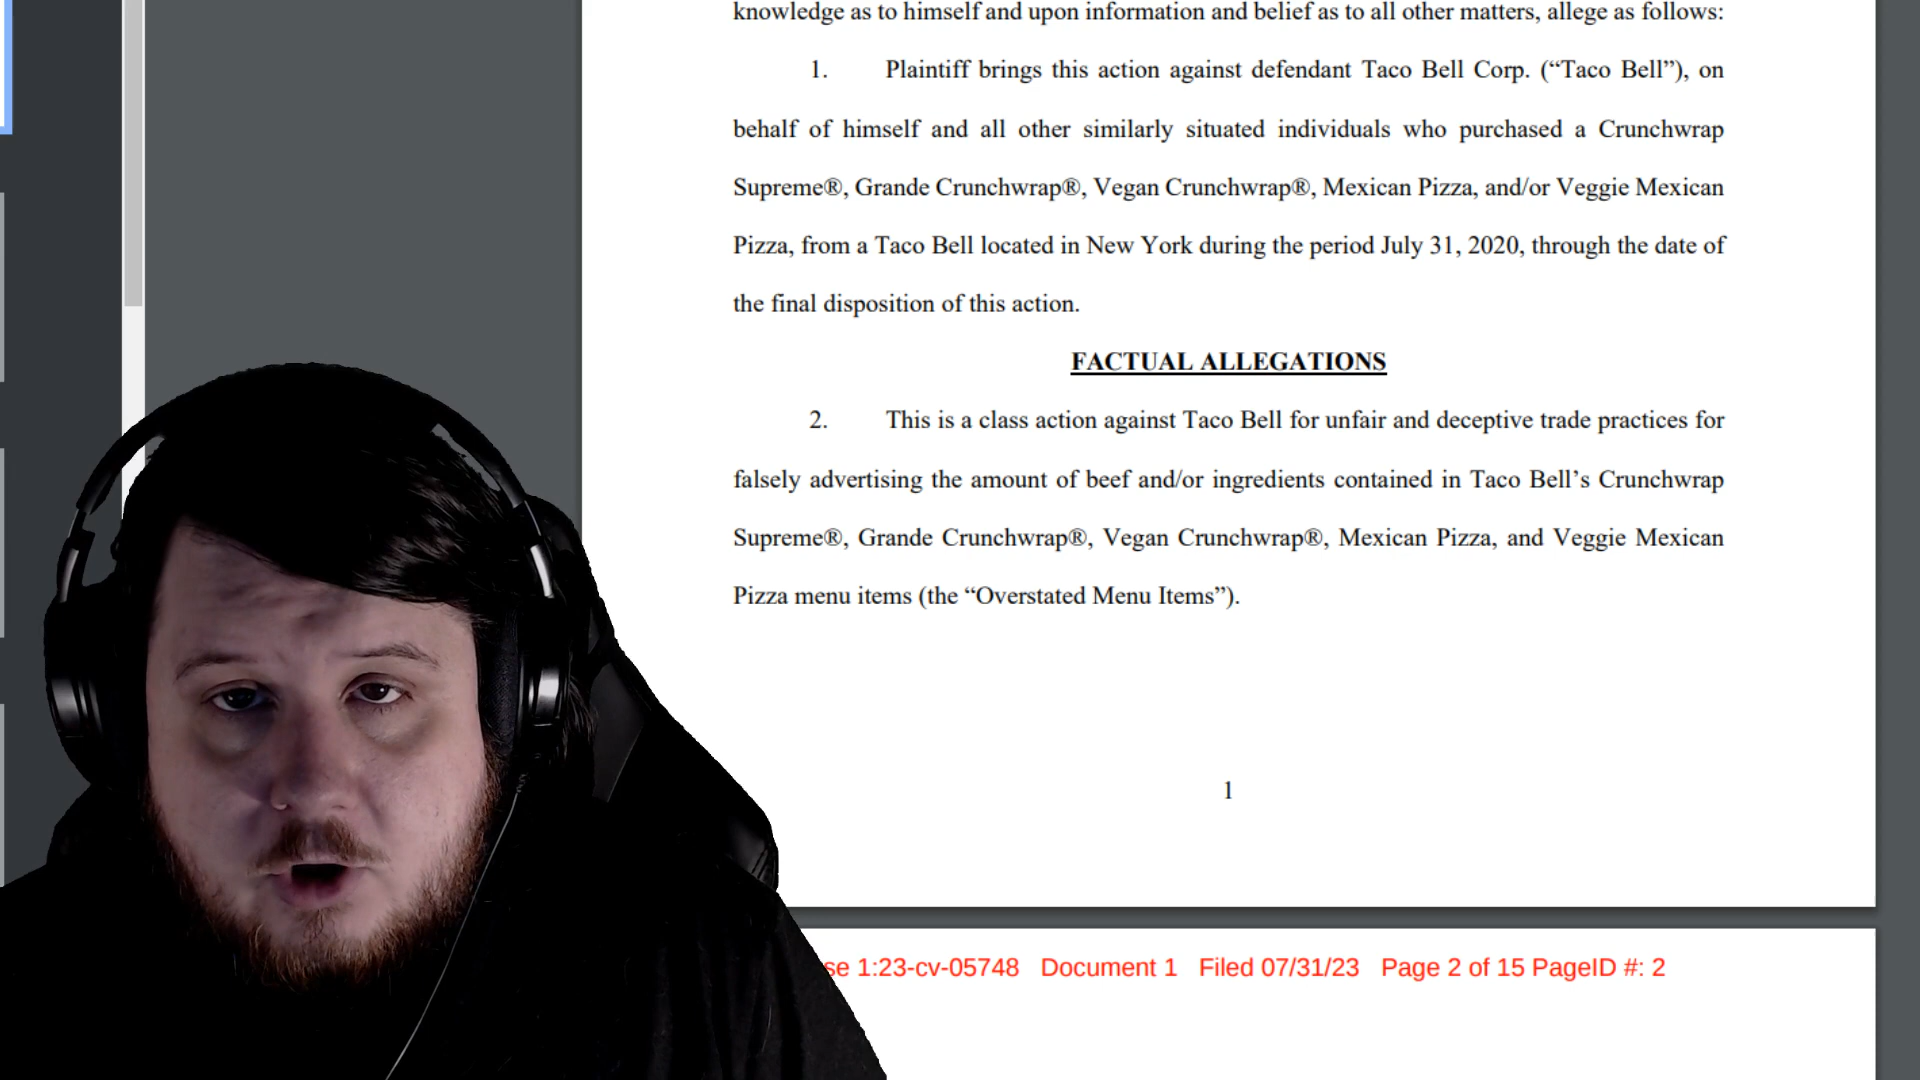 knowledge as to himself and upon information and belief as to all other matters, allege as follows:
1. Plaintiff brings this action against defendant Taco Bell Corp. (“Taco Bell”), on
behalf of himself and all other similarly situated individuals who purchased a Crunchwrap
Supreme®, Grande Crunchwrap®, Vegan Crunchwrap®, Mexican Pizza, and/or Veggie Mexican
Pizza, from a Taco Bell located in New York during the period July 31, 2020, through the date of
the final disposition of this action.
FACTUAL ALLEGATIONS
2. This is a class action against Taco Bell for unfair and deceptive trade practices for
falsely advertising the amount of beef and/or ingredients contained in Taco Bell’s Crunchwrap
Supreme®, Grande Crunchwrap®, Vegan Crunchwrap®, Mexican Pizza, and Veggie Mexican
Pizza menu items (the “Overstated Menu Items”).
1
se 1:23-cv-05748 Document 1 Filed 07/31/23 Page 2 of 15 PageID #: 2